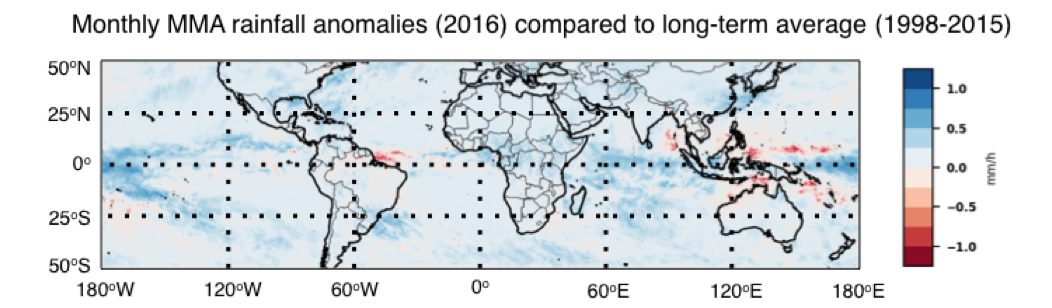 Monthly MMA rainfall anomalies (2016) compared to long-term average (1998-2015)
50°N
25°N
0°
25°S
50°S
180°W 120°W 60°W 0° 60°E 120°E 180°E
1.0
0.5
0.0
−0.5
−1.0
mm/h